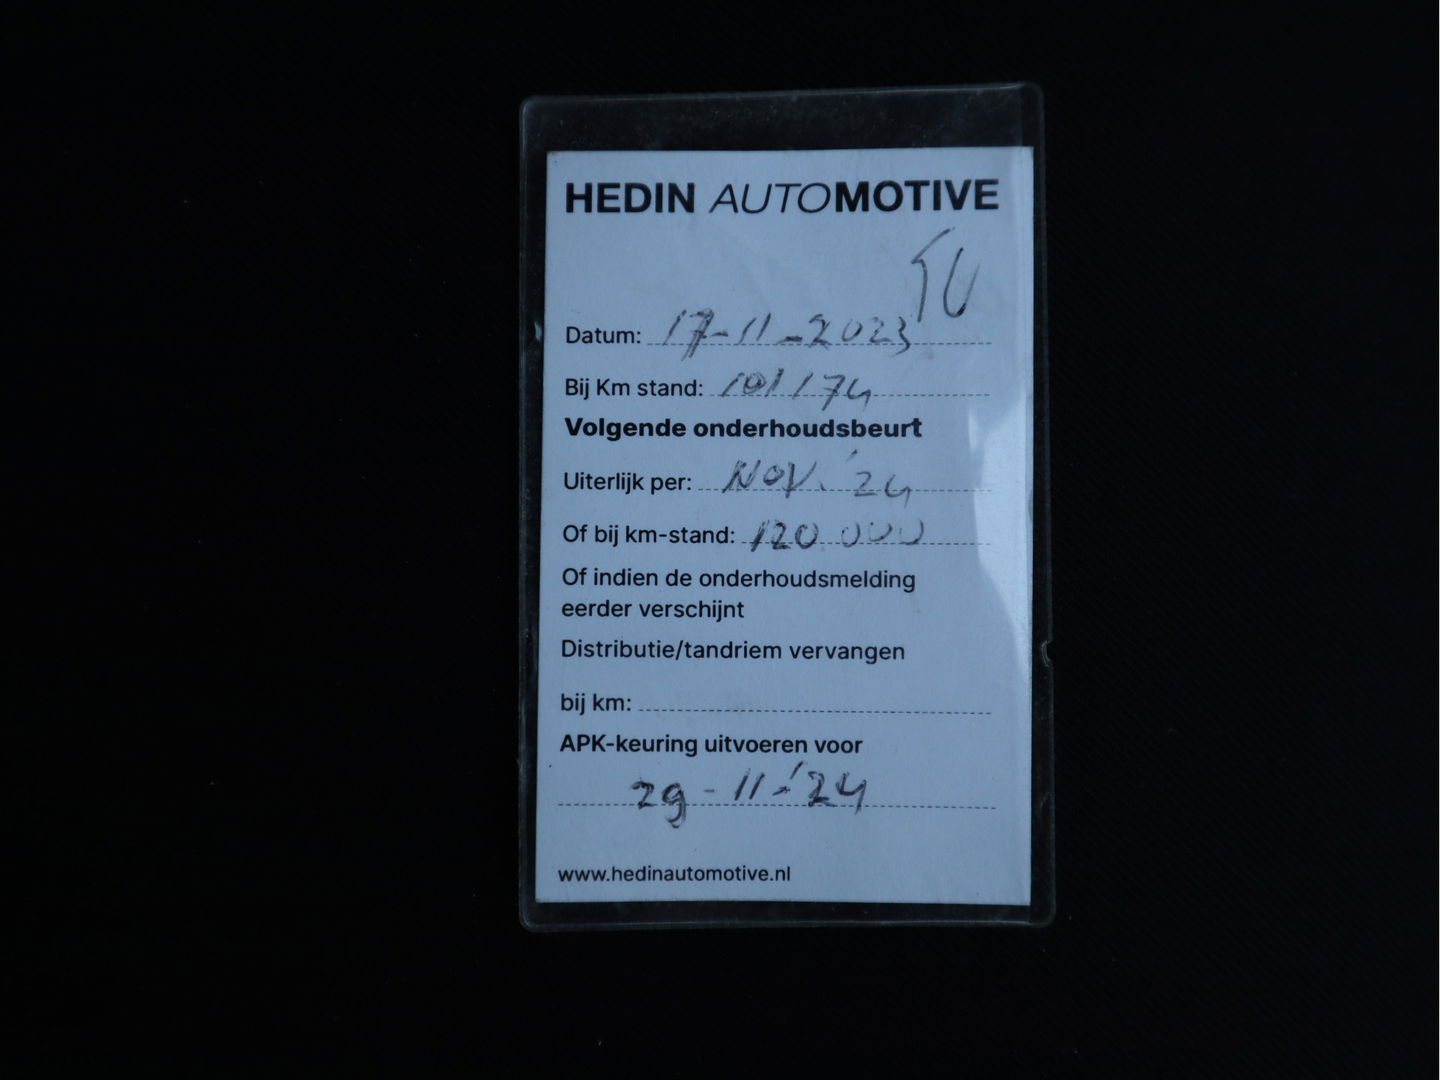 HEDIN AUTOMOTIVE
Datum: 17-11-2023
Bij Km stand: 101174
Volgende onderhoudsbeurt
Uiterlijk per: NOV. '24
Of bij km-stand: 120.000
Of indien de onderhoudsmelding
eerder verschijnt
Distributie/tandriem vervangen
bij km:
APK-keuring uitvoeren voor
29-11-'24
www.hedinautomotive.nl